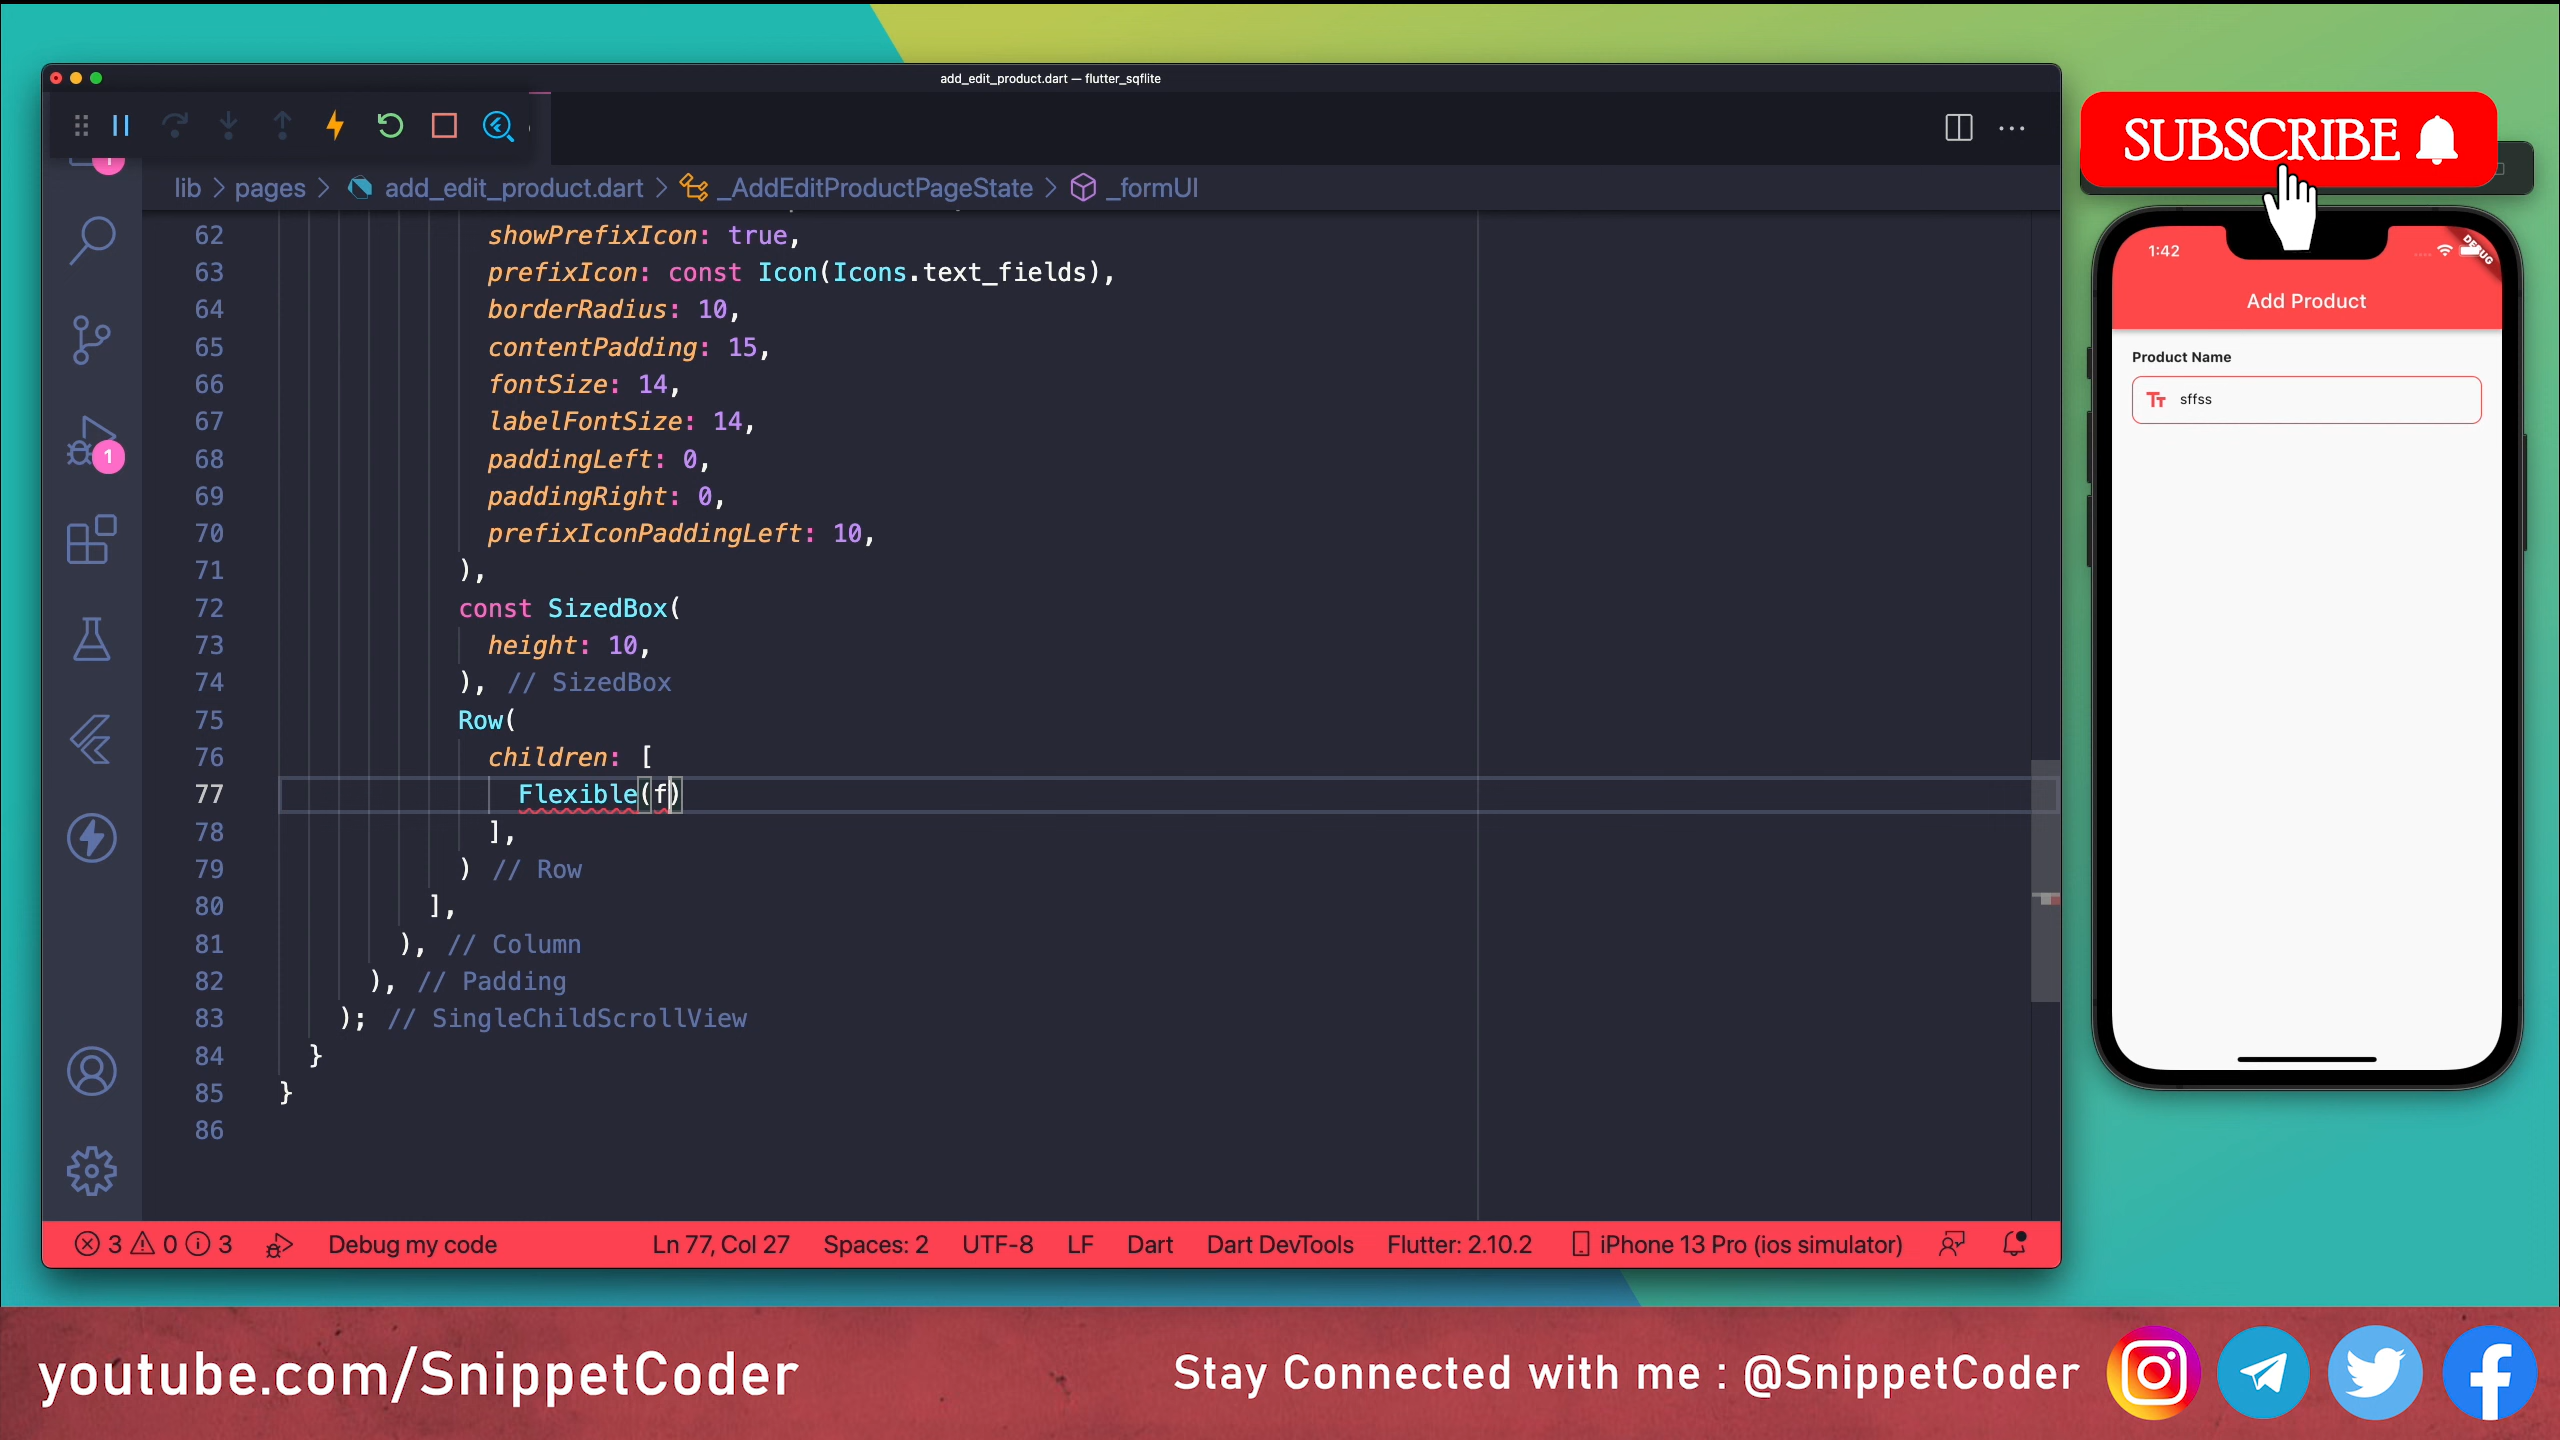 add_edit_product.dart — flutter_sqflite
lib > pages > add_edit_product.dart > _AddEditProductPageState > _formUI
62 showPrefixIcon: true,
63 prefixIcon: const Icon(Icons.text_fields),
64 borderRadius: 10,
65 contentPadding: 15,
66 fontSize: 14,
67 labelFontSize: 14,
68 paddingLeft: 0,
69 paddingRight: 0,
70 prefixIconPaddingLeft: 10,
71 ),
72 const SizedBox(
73 height: 10,
74 ), // SizedBox
75 Row(
76 children: [
77 Flexible(f)
78 ],
79 ) // Row
80 ],
81 ), // Column
82 ), // Padding
83 ); // SingleChildScrollView
84 }
85 }
86
1
1
3 0 3 Debug my code Ln 77, Col 27 Spaces: 2 UTF-8 LF Dart Dart DevTools Flutter: 2.10.2 iPhone 13 Pro (ios simulator)
SUBSCRIBE
1:42
DEBUG
Add Product
Product Name
Tт sffss
youtube.com/SnippetCoder
Stay Connected with me : @SnippetCoder